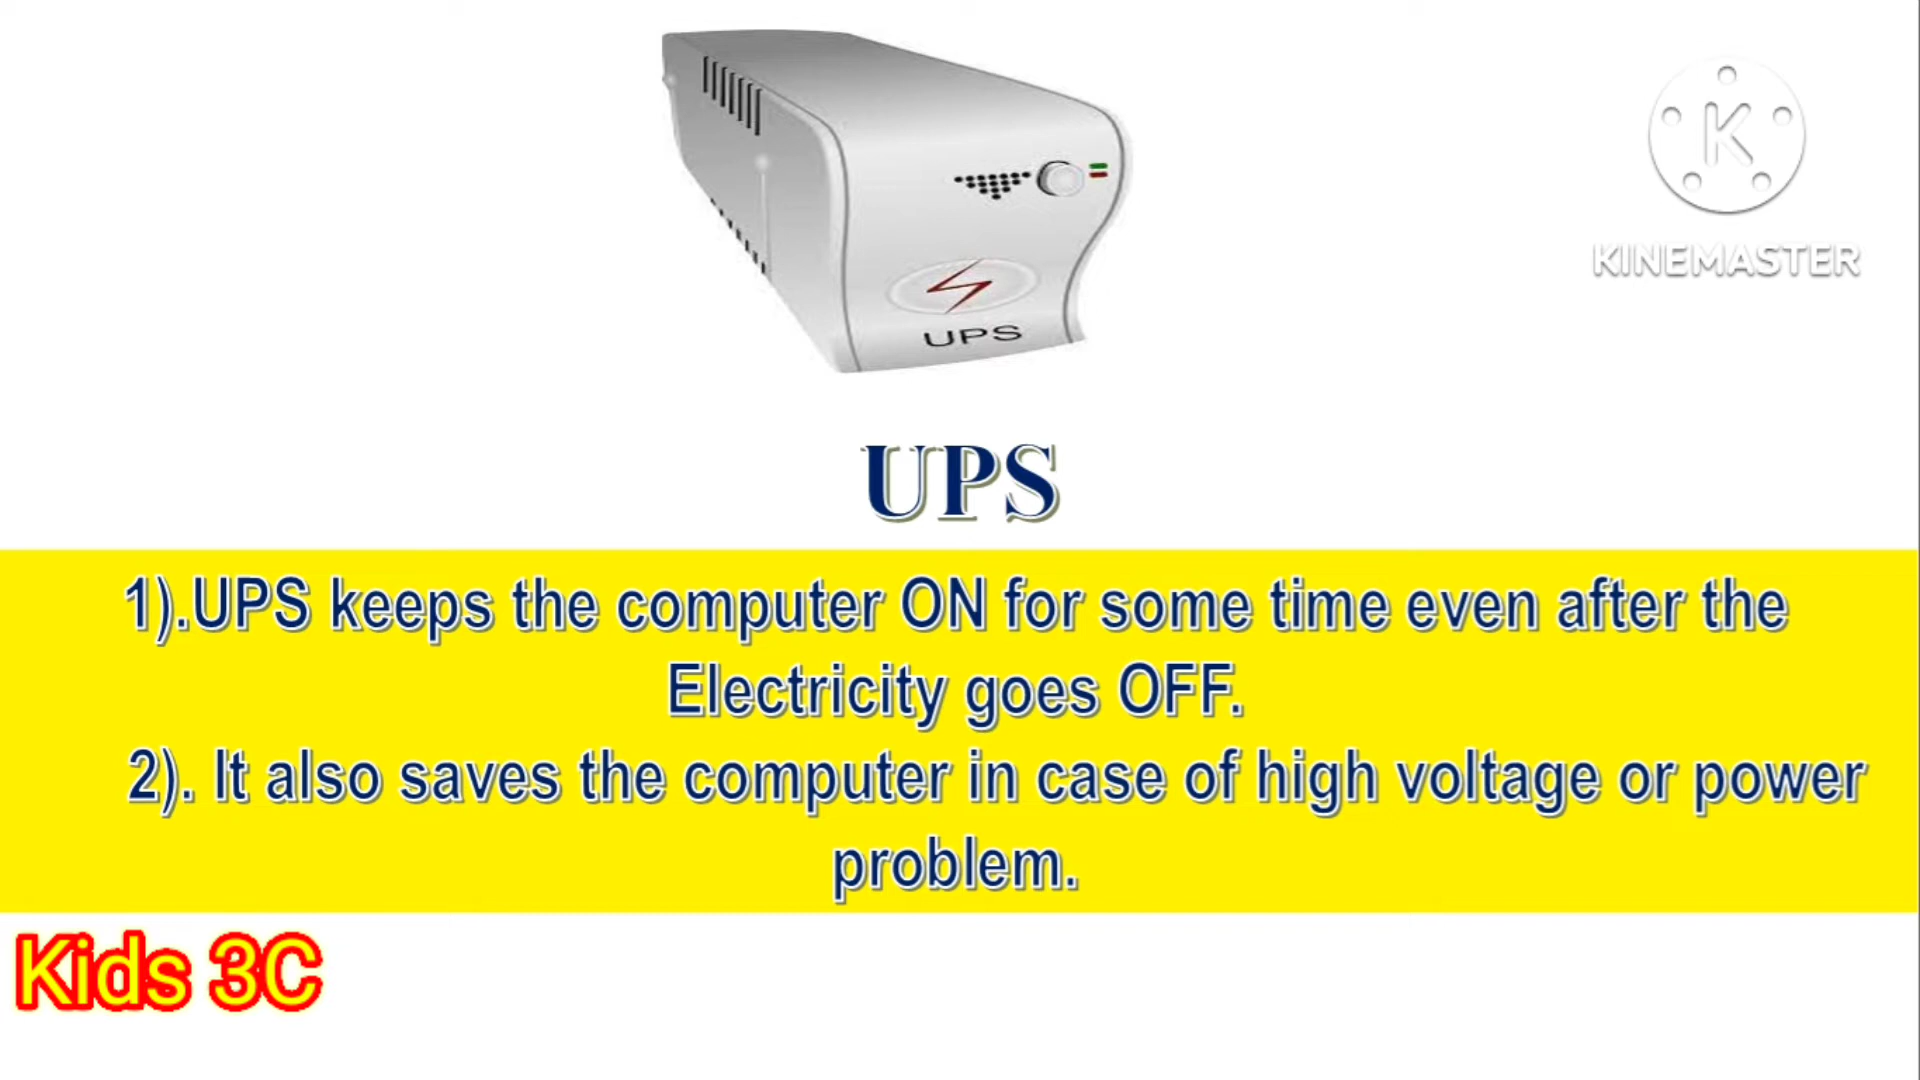 K
KINEMASTER
UPS
UPS
1).UPS keeps the computer ON for some time even after the
Electricity goes OFF.
2). It also saves the computer in case of high voltage or power
problem.
Kids 3C